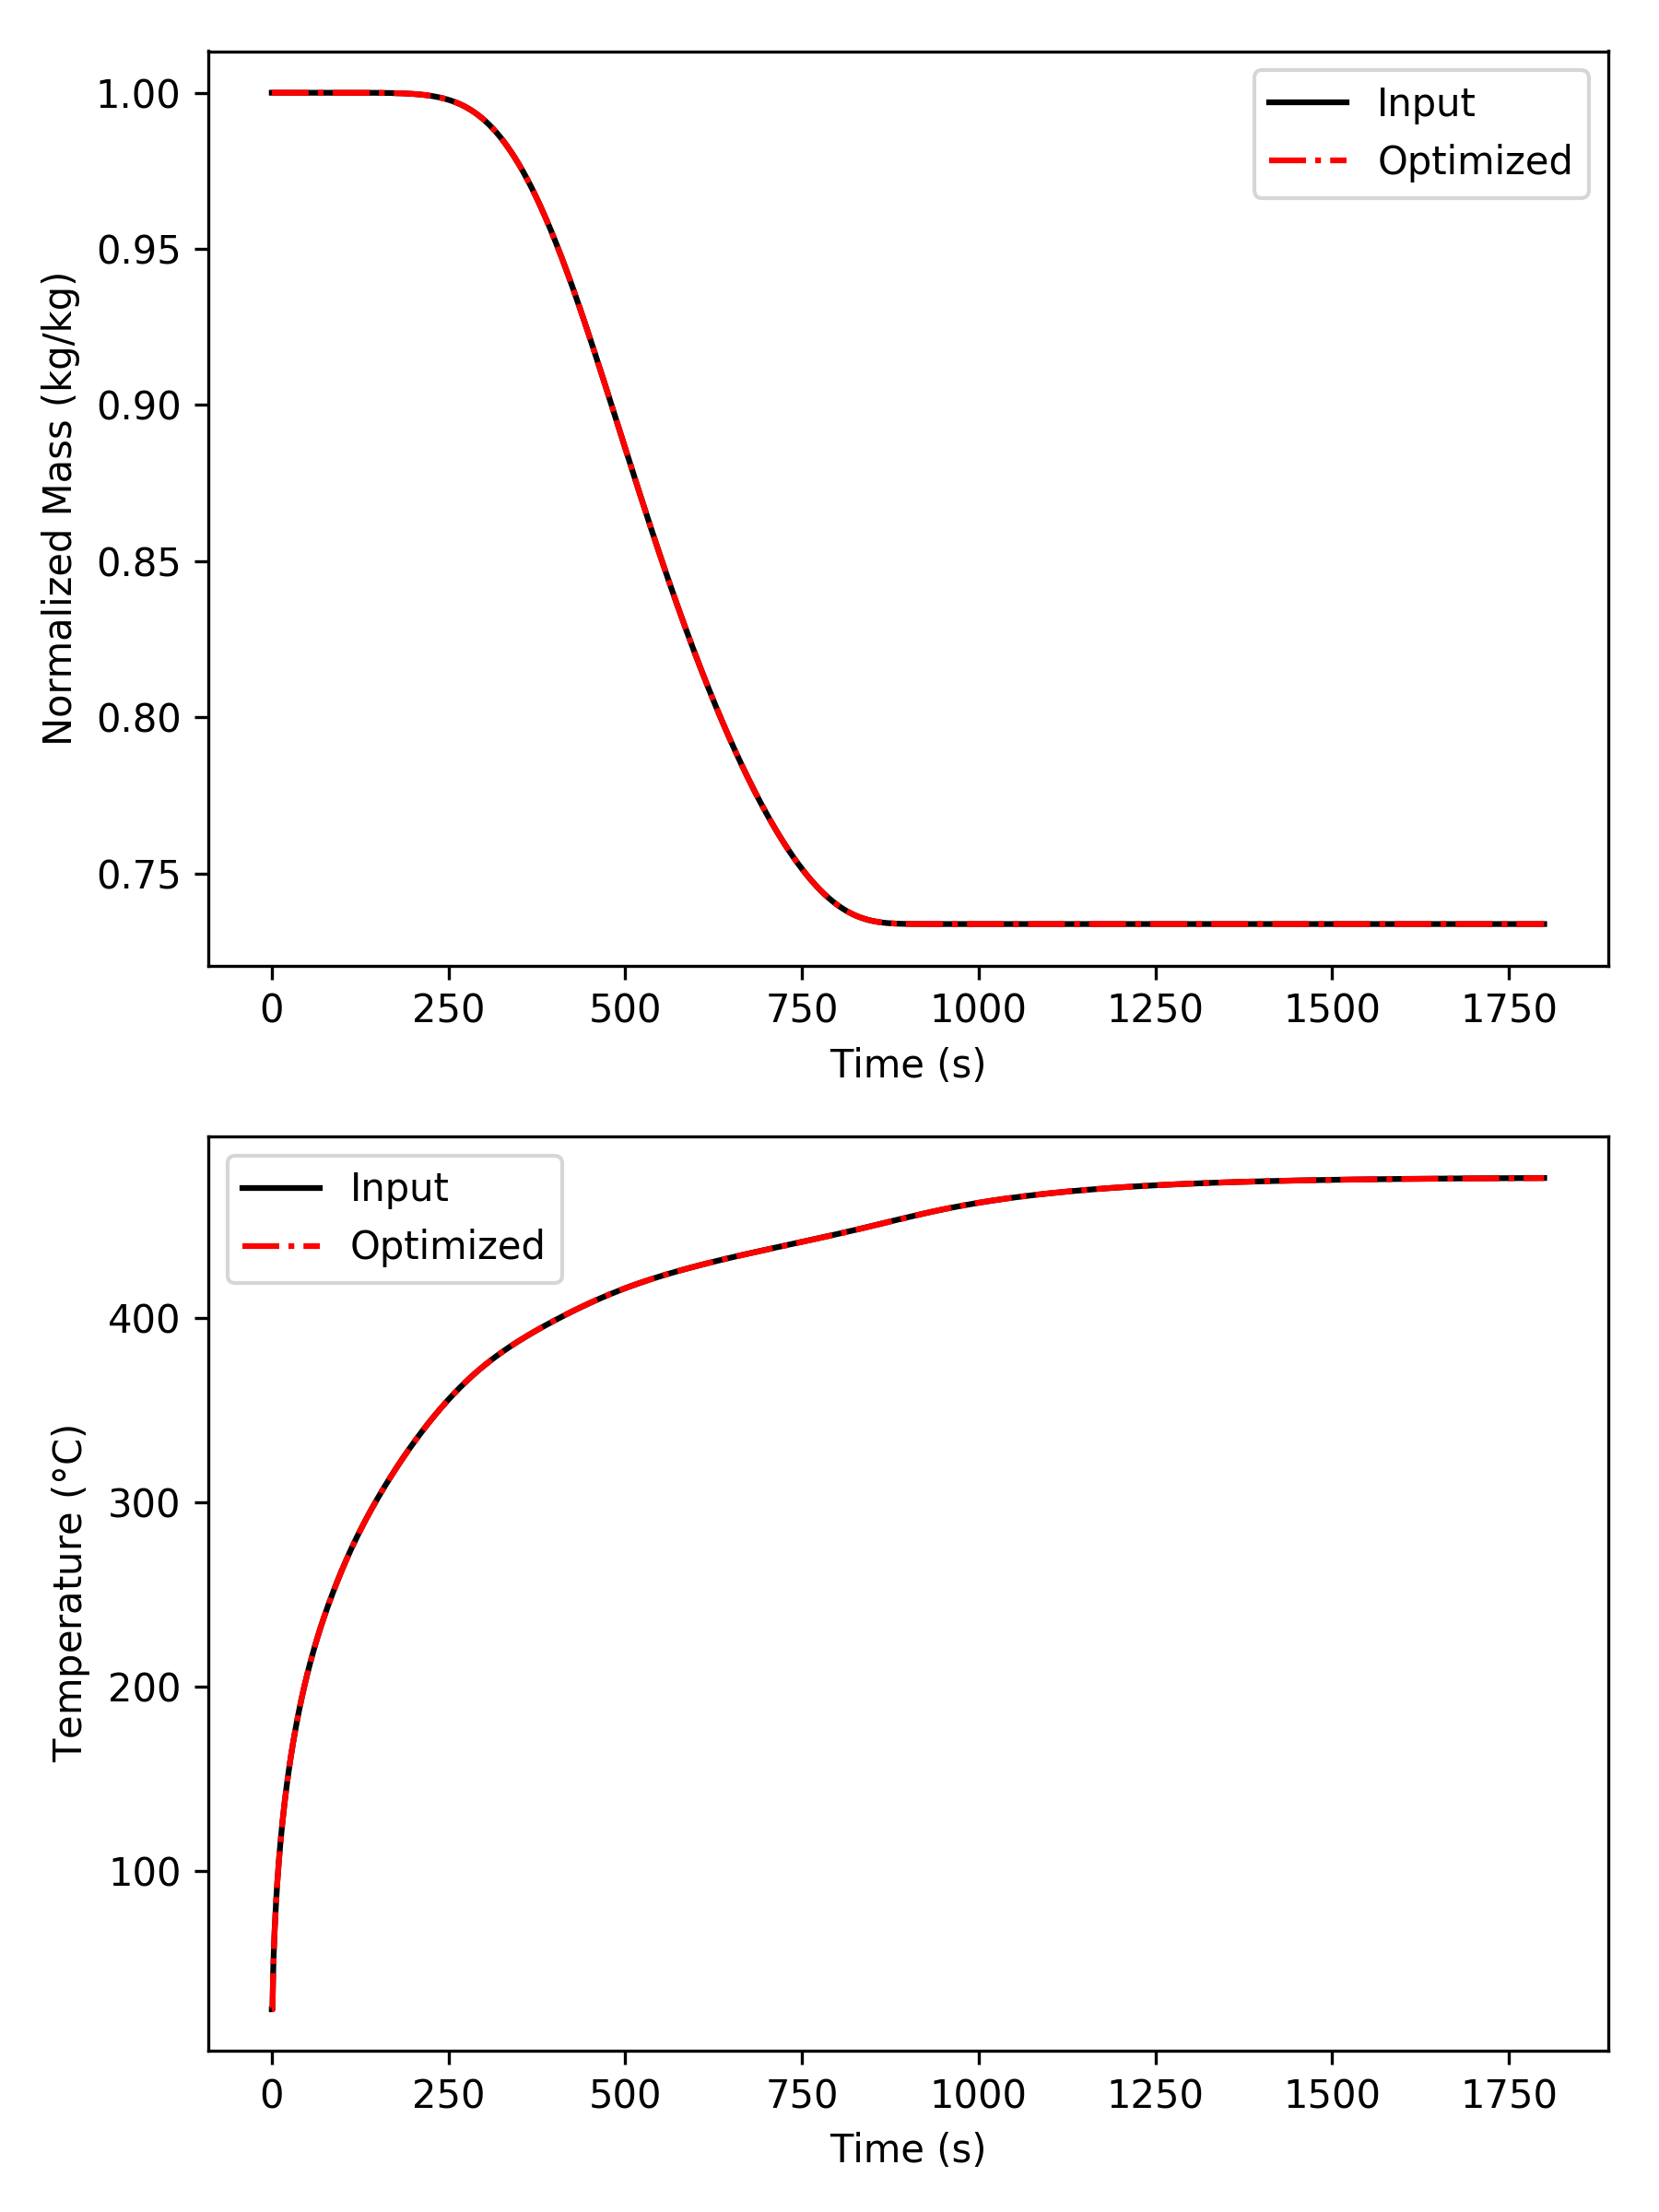 1.00
0.95
0.90
0.85
0.80
0.75
Normalized Mass (kg/kg)
Input
Optimized
0 250 500 750 1000 1250 1500 1750
Time (s)
Input
Optimized
400
300
200
100
Temperature (°C)
0 250 500 750 1000 1250 1500 1750
Time (s)